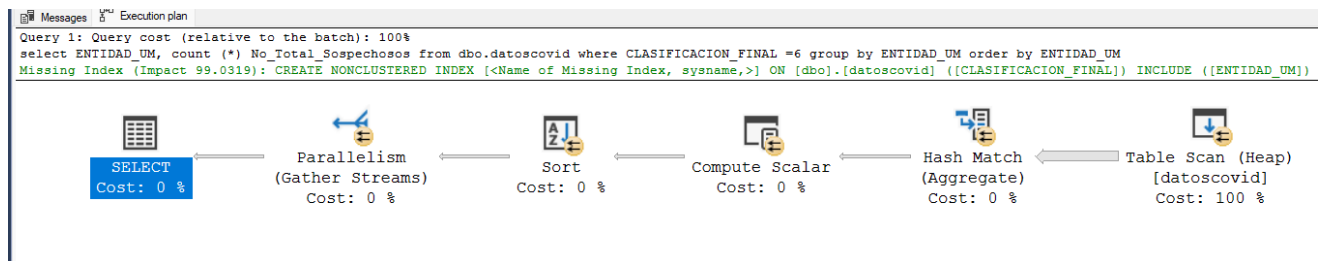 Messages Execution plan
Query 1: Query cost (relative to the batch): 100%
select ENTIDAD_UM, count (*) No_Total_Sospechosos from dbo.datoscovid where CLASIFICACION_FINAL =6 group by ENTIDAD_UM order by ENTIDAD_UM
Missing Index (Impact 99.0319): CREATE NONCLUSTERED INDEX [<Name of Missing Index, sysname,>] ON [dbo].[datoscovid] ([CLASIFICACION_FINAL]) INCLUDE ([ENTIDAD_UM])
SELECT
Cost: 0 %
Parallelism
(Gather Streams)
Cost: 0 %
Sort
Cost: 0 %
Compute Scalar
Cost: 0 %
Hash Match
(Aggregate)
Cost: 0 %
Table Scan (Heap)
[datoscovid]
Cost: 100 %